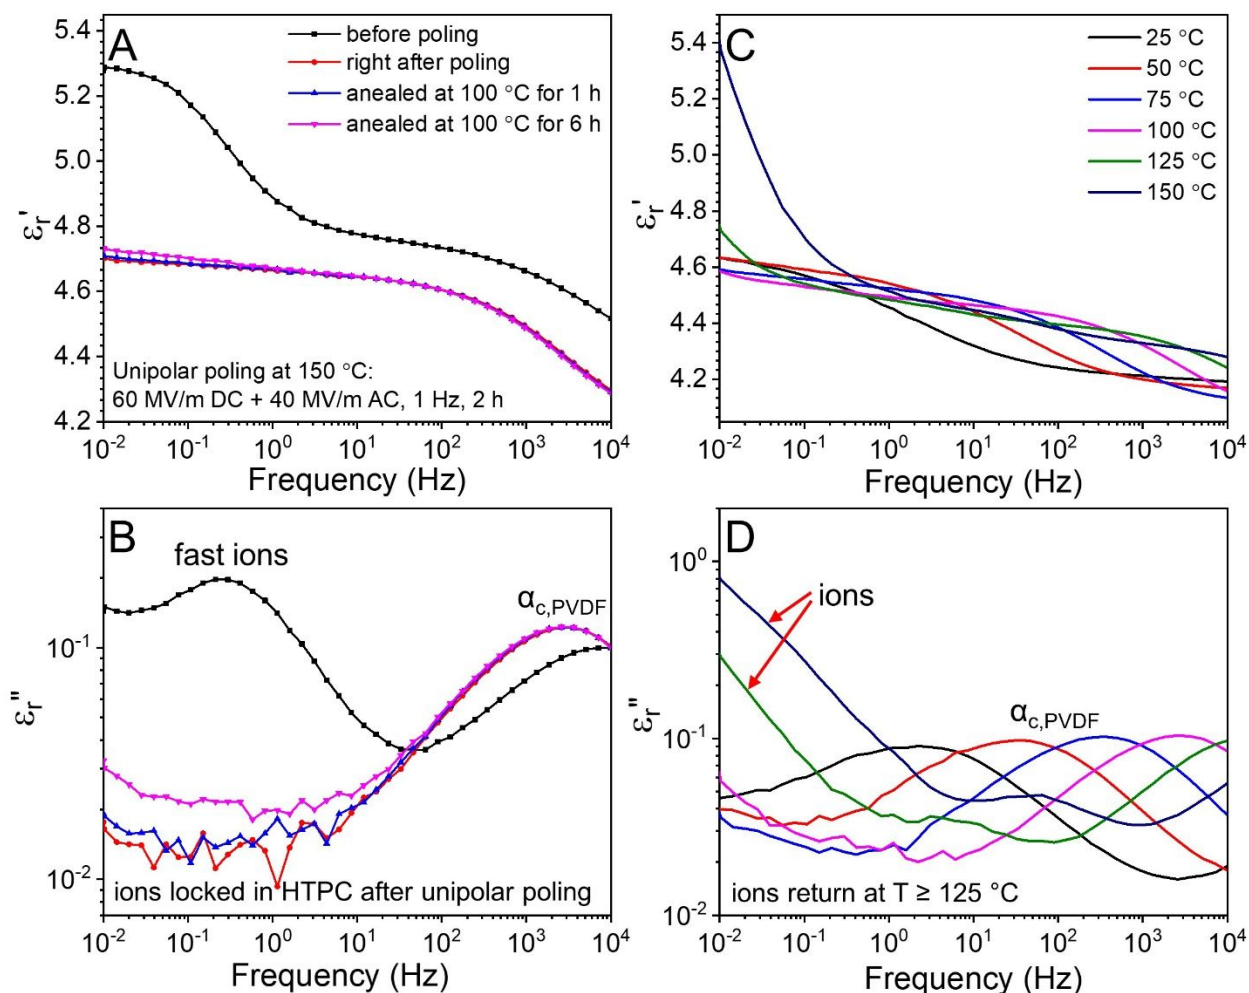 A
before poling
right after poling
anealed at 100 °C for 1 h
anealed at 100 °C for 6 h
5.4
5.2
5.0
4.8
4.6
4.4
4.2
εr'
Unipolar poling at 150 °C:
60 MV/m DC + 40 MV/m AC, 1 Hz, 2 h
10⁻² 10⁻¹ 10⁰ 10¹ 10² 10³ 10⁴
Frequency (Hz)
C
25 °C
50 °C
75 °C
100 °C
125 °C
150 °C
5.4
5.2
5.0
4.8
4.6
4.4
4.2
εr'
10⁻² 10⁻¹ 10⁰ 10¹ 10² 10³ 10⁴
Frequency (Hz)
B
fast ions
αc,PVDF
10⁻¹
10⁻²
εr"
ions locked in HTPC after unipolar poling
10⁻² 10⁻¹ 10⁰ 10¹ 10² 10³ 10⁴
Frequency (Hz)
D
ions
αc,PVDF
10⁰
10⁻¹
10⁻²
εr"
ions return at T ≥ 125 °C
10⁻² 10⁻¹ 10⁰ 10¹ 10² 10³ 10⁴
Frequency (Hz)